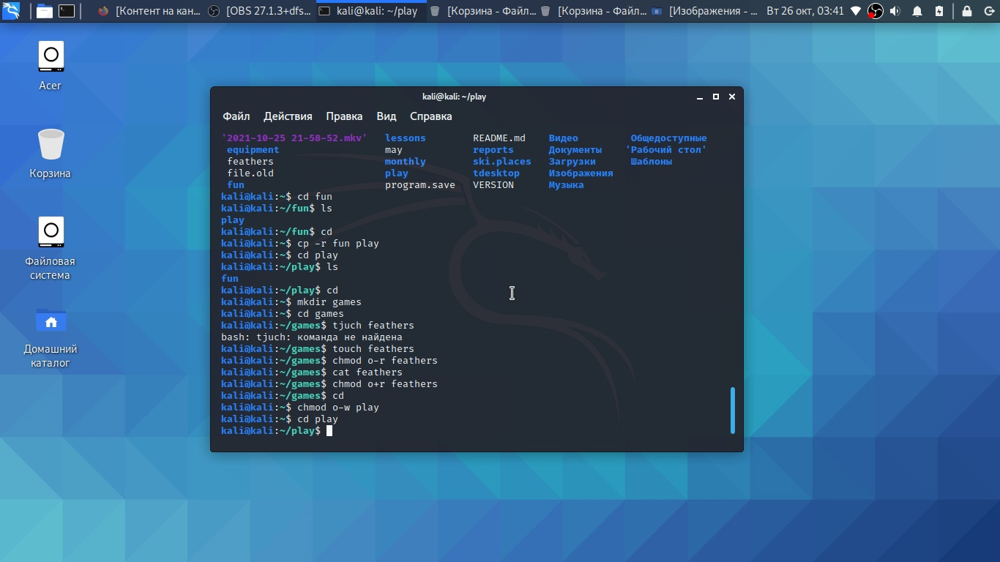 [Контент на кан...
[OBS 27.1.3+dfs...
kali@kali: ~/play
[Корзина - Файл...
[Корзина - Файл...
[Изображения - ...
Вт 26 окт, 03:41
Acer
Корзина
Файловая
система
Домашний
каталог
kali@kali: ~/play
Файл Действия Правка Вид Справка
'2021-10-25 21-58-52.mkv' lessons README.md Видео Общедоступные
equipment may reports Документы 'Рабочий стол'
feathers monthly ski.places Загрузки Шаблоны
file.old play tdesktop Изображения
fun program.save VERSION Музыка
kali@kali:~$ cd fun
kali@kali:~/fun$ ls
play
kali@kali:~/fun$ cd
kali@kali:~$ cp -r fun play
kali@kali:~$ cd play
kali@kali:~/play$ ls
fun
kali@kali:~/play$ cd
kali@kali:~$ mkdir games
kali@kali:~$ cd games
kali@kali:~/games$ tjuch feathers
bash: tjuch: команда не найдена
kali@kali:~/games$ touch feathers
kali@kali:~/games$ chmod o-r feathers
kali@kali:~/games$ cat feathers
kali@kali:~/games$ chmod o+r feathers
kali@kali:~/games$ cd
kali@kali:~$ chmod o-w play
kali@kali:~$ cd play
kali@kali:~/play$